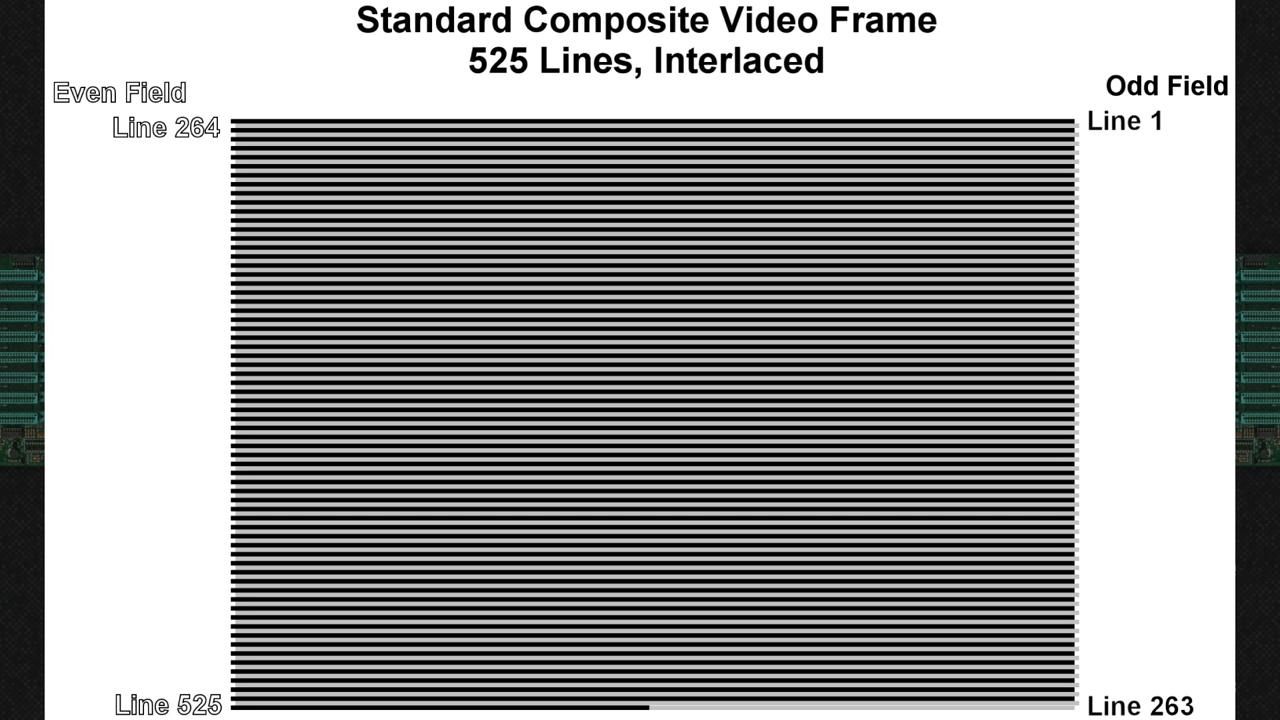 Standard Composite Video Frame
525 Lines, Interlaced
Even Field
Odd Field
Line 264
Line 1
Line 525
Line 263